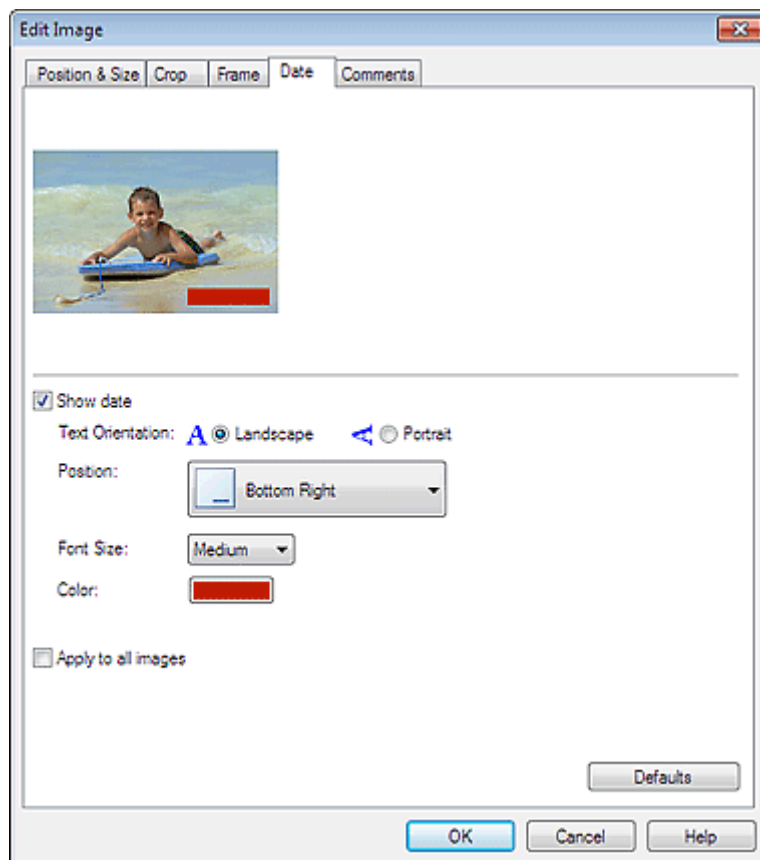 Edit Image
Position & Size Crop Frame Date Comments
Show date
Text Orientation: A Landscape A Portrait
Position: Bottom Right
Font Size: Medium
Color:
Apply to all images
Defaults
OK Cancel Help